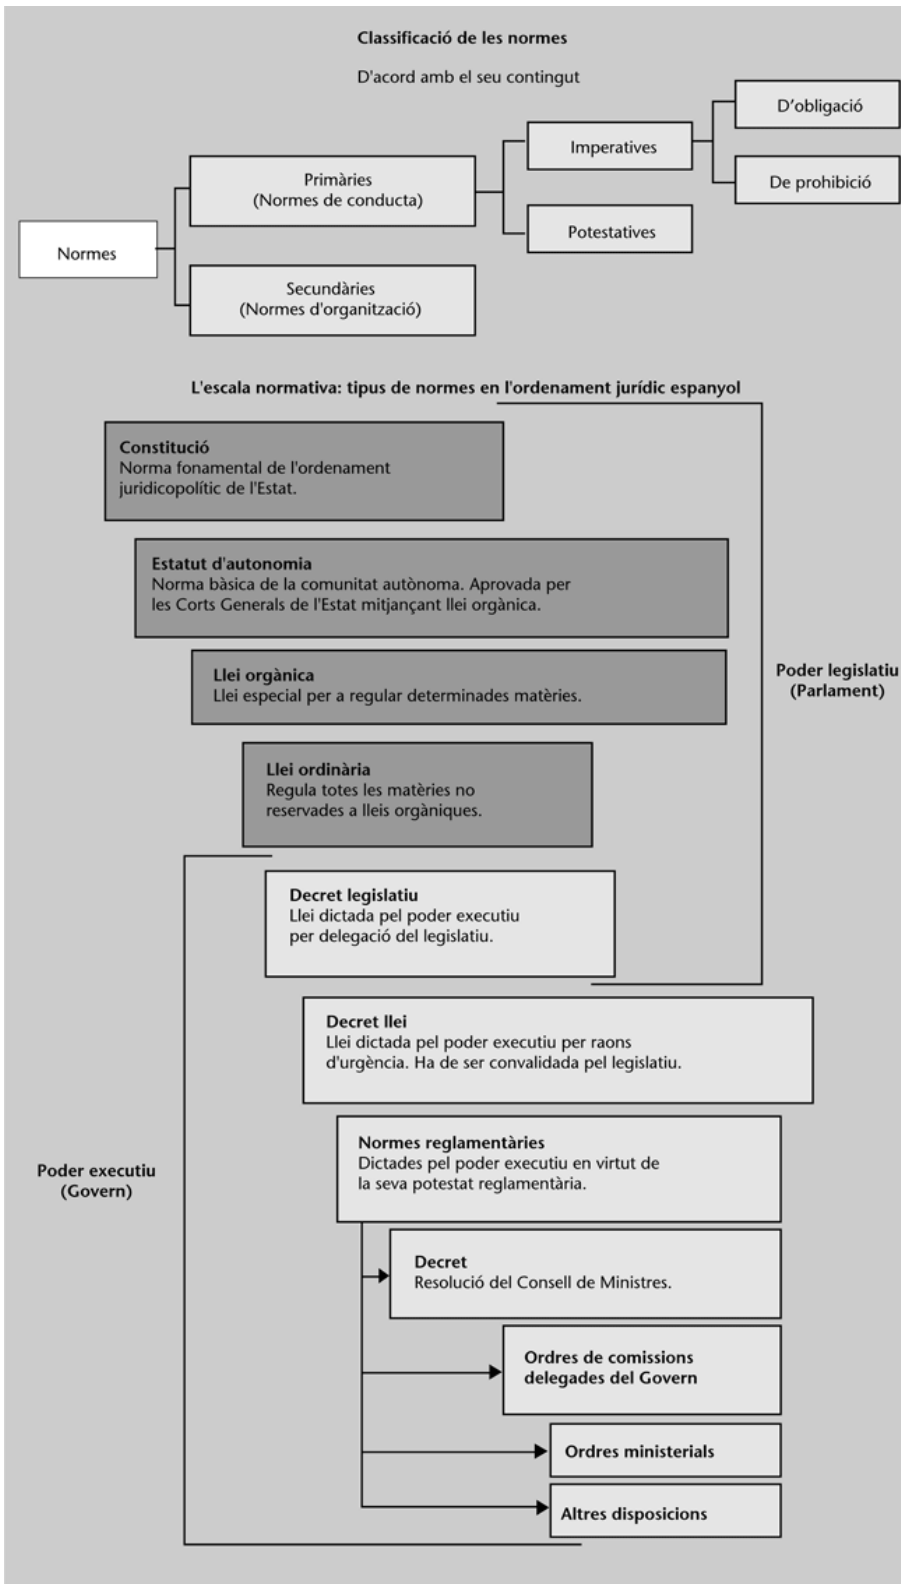 Classificació de les normes
D'acord amb el seu contingut
Normes
Primàries
(Normes de conducta)
Secundàries
(Normes d'organització)
Imperatives
Potestatives
D'obligació
De prohibició
L'escala normativa: tipus de normes en l'ordenament jurídic espanyol
Constitució
Norma fonamental de l'ordenament
juridicopolític de l'Estat.
Estatut d'autonomia
Norma bàsica de la comunitat autònoma. Aprovada per
les Corts Generals de l'Estat mitjançant llei orgànica.
Llei orgànica
Llei especial per a regular determinades matèries.
Llei ordinària
Regula totes les matèries no
reservades a lleis orgàniques.
Poder legislatiu
(Parlament)
Decret legislatiu
Llei dictada pel poder executiu
per delegació del legislatiu.
Decret llei
Llei dictada pel poder executiu per raons
d'urgència. Ha de ser convalidada pel legislatiu.
Normes reglamentàries
Dictades pel poder executiu en virtut de
la seva potestat reglamentària.
Poder executiu
(Govern)
Decret
Resolució del Consell de Ministres.
Ordres de comissions
delegades del Govern
Ordres ministerials
Altres disposicions